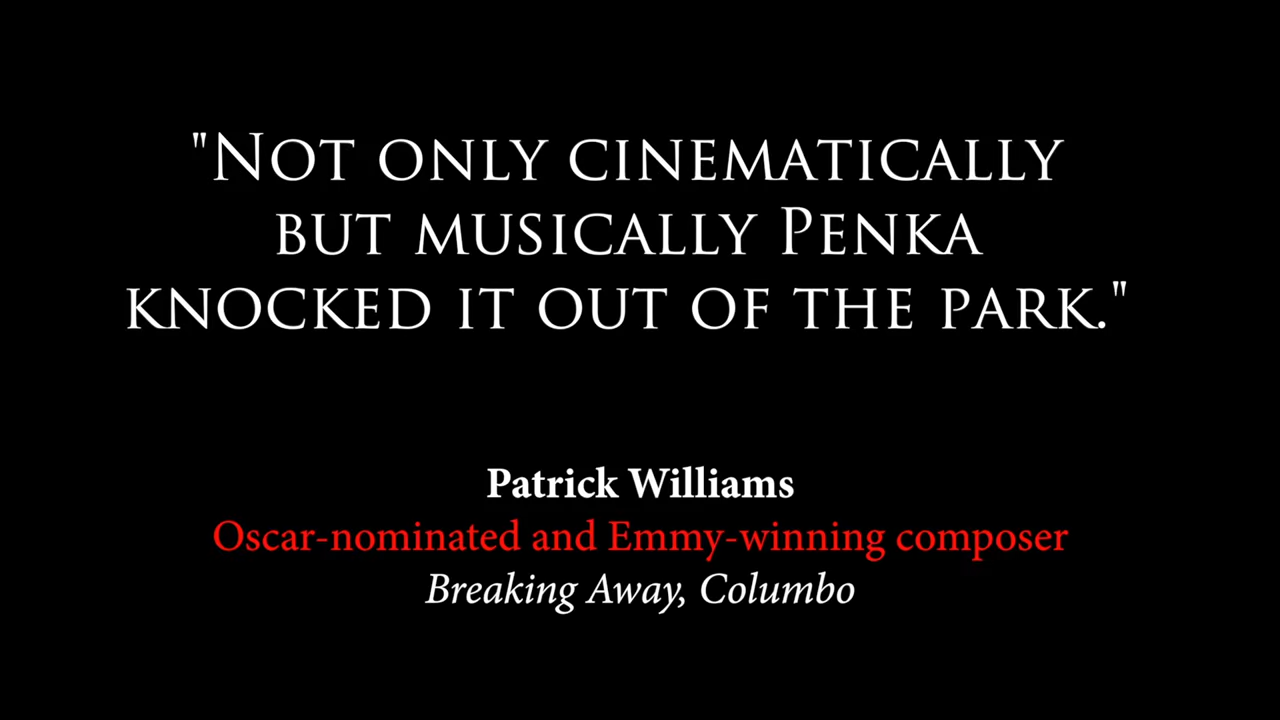 "Not only cinematically
but musically Penka
knocked it out of the park."
Patrick Williams
Oscar-nominated and Emmy-winning composer
Breaking Away, Columbo